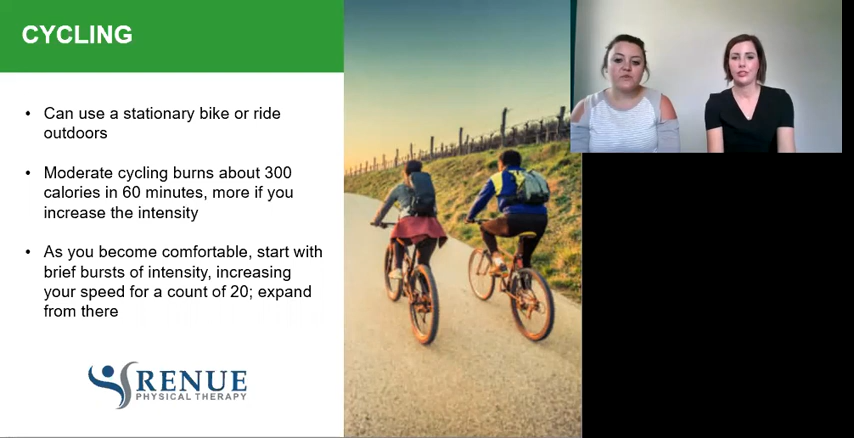 CYCLING
• Can use a stationary bike or ride
outdoors
• Moderate cycling burns about 300
calories in 60 minutes, more if you
increase the intensity
• As you become comfortable, start with
brief bursts of intensity, increasing
your speed for a count of 20; expand
from there
RENUE
PHYSICAL THERAPY